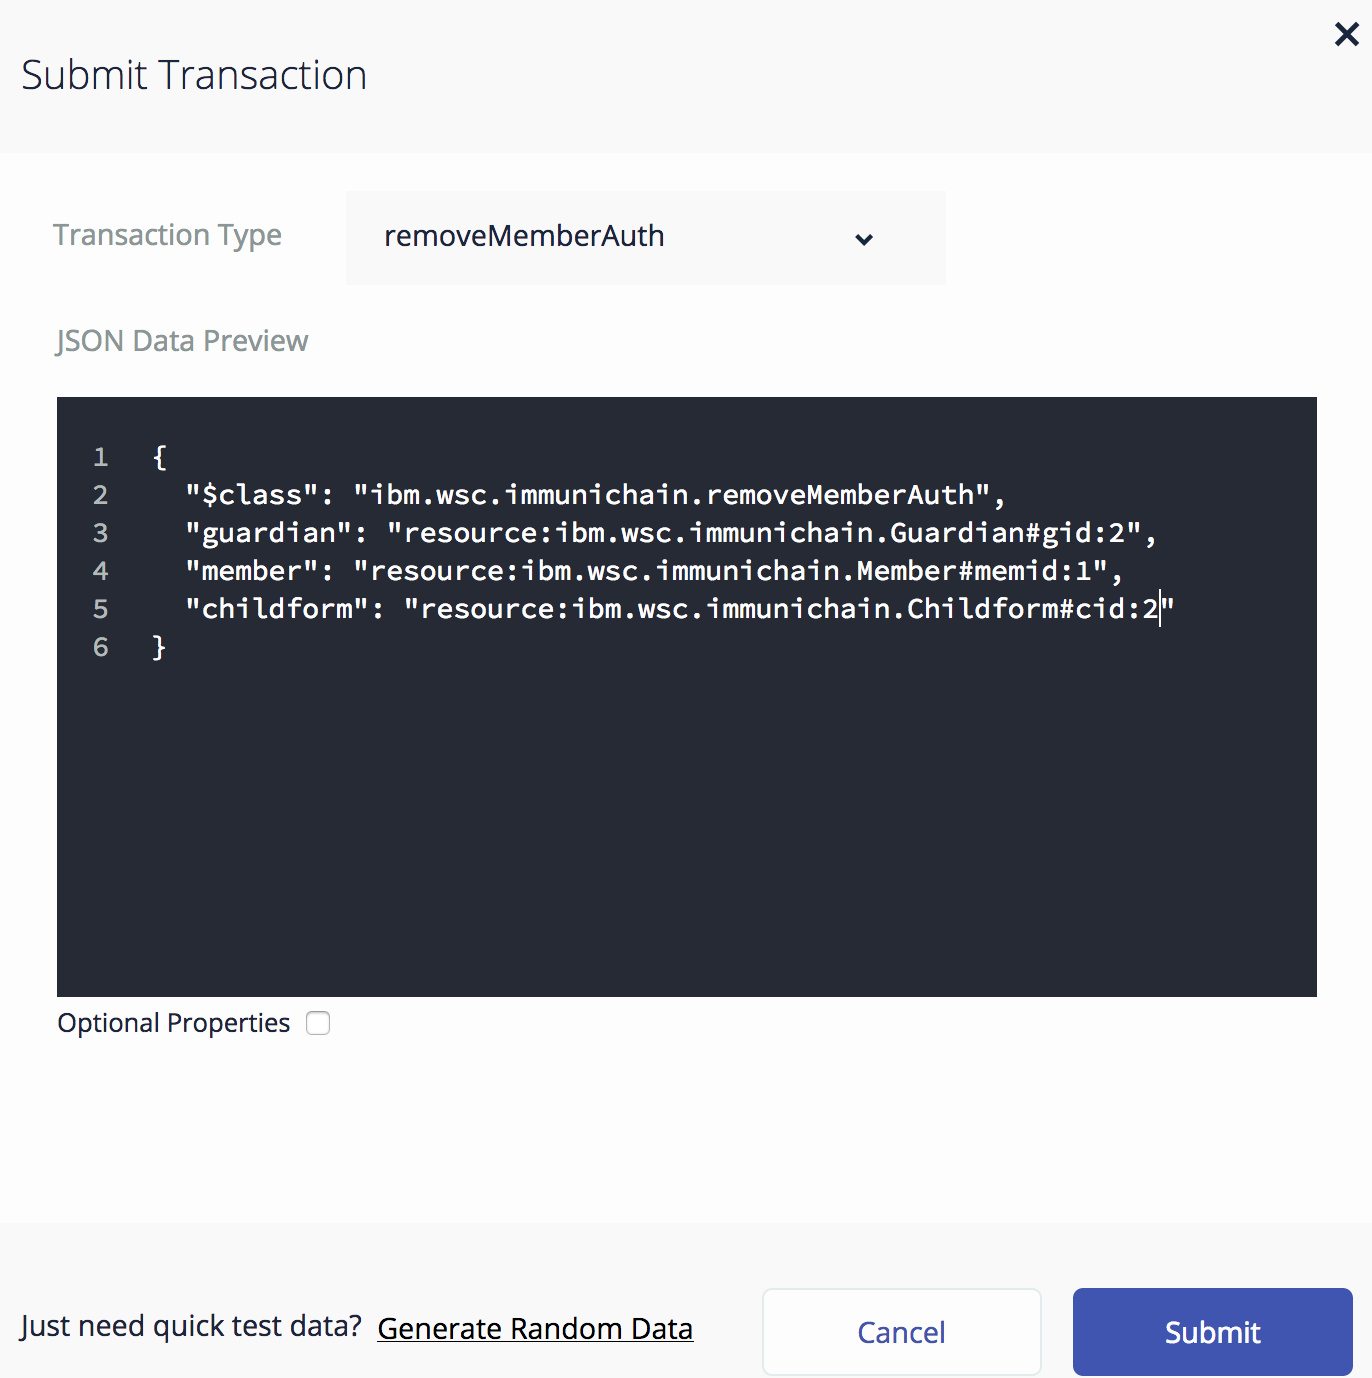 Submit Transaction
Transaction Type removeMemberAuth
JSON Data Preview
1 {
2 "$class": "ibm.wsc.immunichain.removeMemberAuth",
3 "guardian": "resource:ibm.wsc.immunichain.Guardian#gid:2",
4 "member": "resource:ibm.wsc.immunichain.Member#memid:1",
5 "childform": "resource:ibm.wsc.immunichain.Childform#cid:2"
6 }
Optional Properties
Just need quick test data? Generate Random Data Cancel Submit